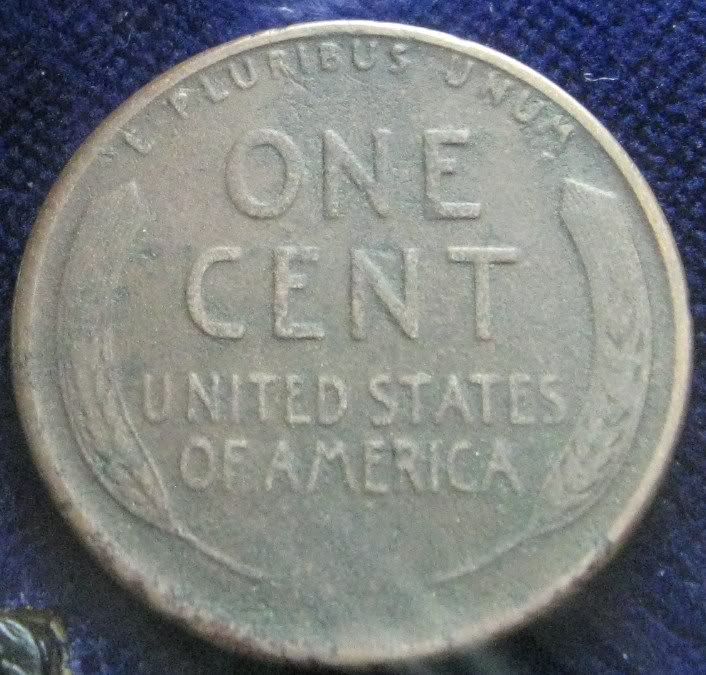 E PLURIBUS UNUM
ONE
CENT
UNITED STATES
OF AMERICA